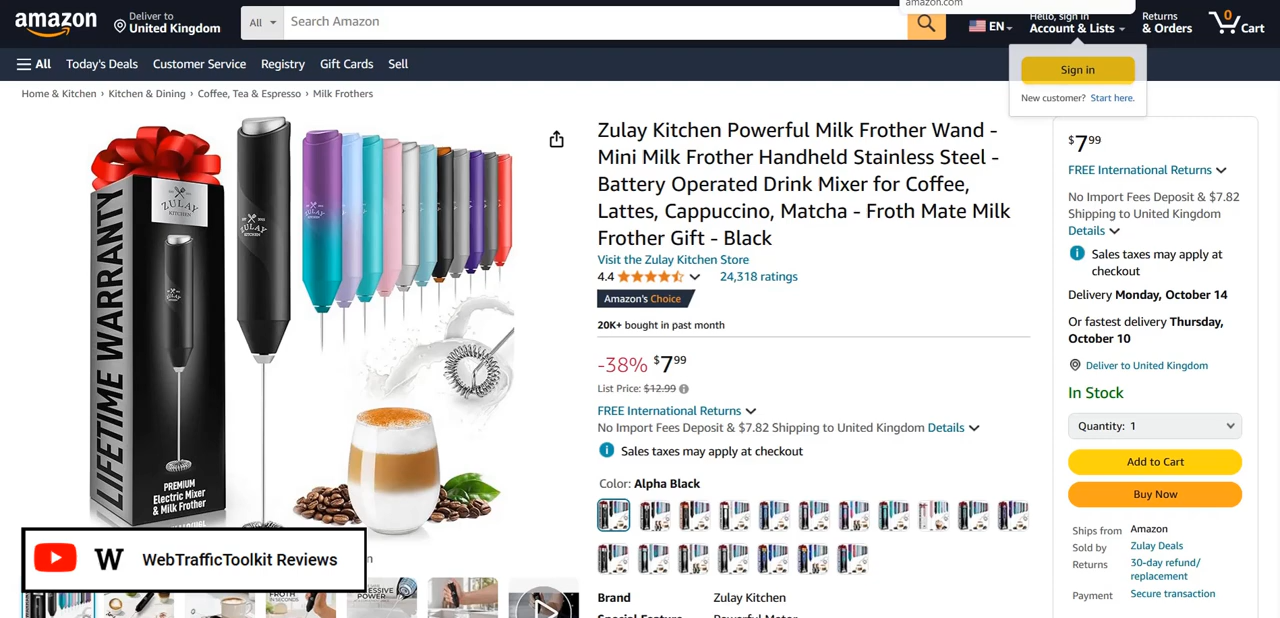 amazon.com
amazon
Deliver to
United Kingdom
All
Search Amazon
EN
Hello, sign in
Account & Lists
Returns
& Orders
0
Cart
All
Today's Deals
Customer Service
Registry
Gift Cards
Sell
Sign in
New customer? Start here.
Home & Kitchen › Kitchen & Dining › Coffee, Tea & Espresso › Milk Frothers
LIFETIME WARRANTY
ZULAY
KITCHEN
ZULAY
PREMIUM
Electric Mixer
& Milk Frother
ZULAY
KITCHEN
ZULAY
Zulay Kitchen Powerful Milk Frother Wand -
Mini Milk Frother Handheld Stainless Steel -
Battery Operated Drink Mixer for Coffee,
Lattes, Cappuccino, Matcha - Froth Mate Milk
Frother Gift - Black
Visit the Zulay Kitchen Store
4.4
24,318 ratings
Amazon's Choice
20K+ bought in past month
-38% $7.99
List Price: $12.99
FREE International Returns
No Import Fees Deposit & $7.82 Shipping to United Kingdom Details
Sales taxes may apply at checkout
Color: Alpha Black
Brand Zulay Kitchen
Special Feature Powerful Motor
$7.99
FREE International Returns
No Import Fees Deposit & $7.82
Shipping to United Kingdom
Details
Sales taxes may apply at
checkout
Delivery Monday, October 14
Or fastest delivery Thursday,
October 10
Deliver to United Kingdom
In Stock
Quantity: 1
Add to Cart
Buy Now
Ships from Amazon
Sold by Zulay Deals
Returns 30-day refund/
replacement
Payment Secure transaction
W WebTrafficToolkit Reviews